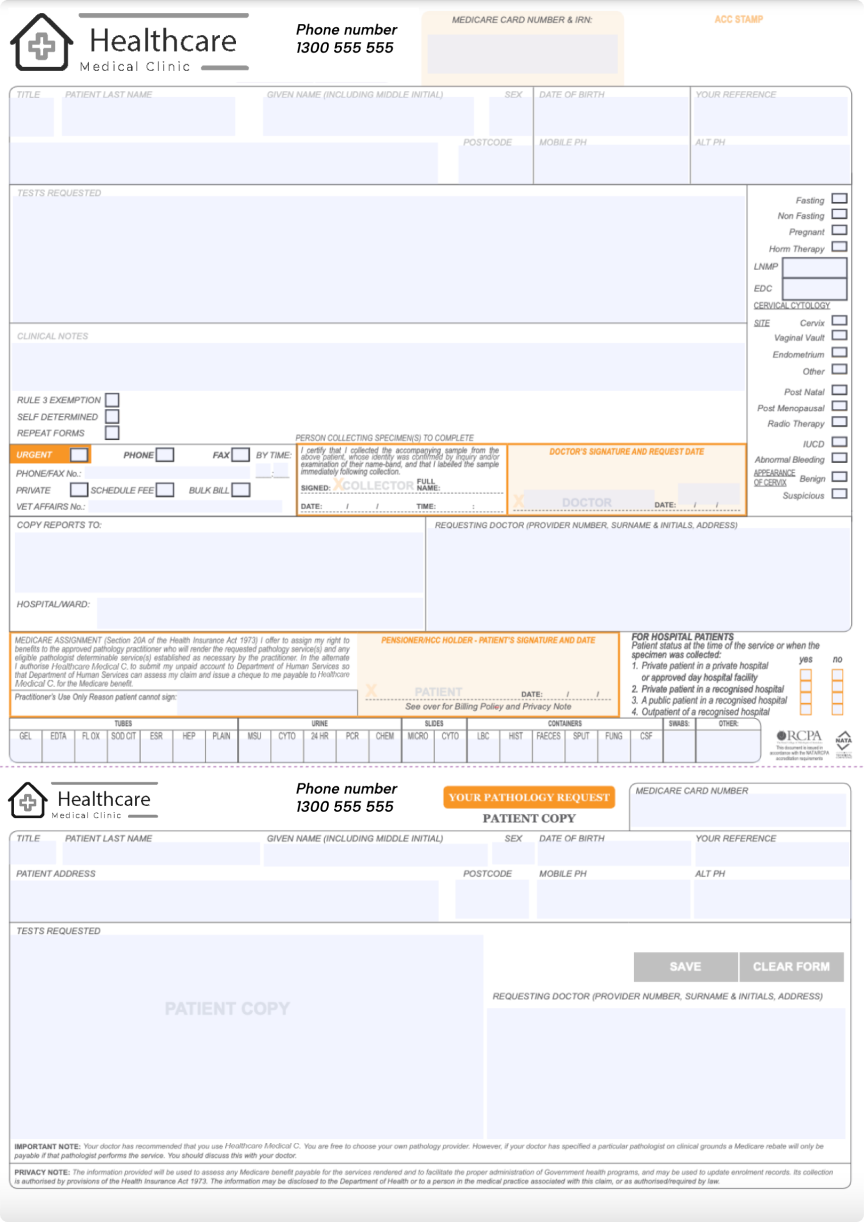 Healthcare
Medical Clinic
Phone number
1300 555 555
MEDICARE CARD NUMBER & IRN:
ACC STAMP
TITLE PATIENT LAST NAME GIVEN NAME (INCLUDING MIDDLE INITIAL) SEX DATE OF BIRTH YOUR REFERENCE
POSTCODE MOBILE PH ALT PH
TESTS REQUESTED
Fasting
Non Fasting
Pregnant
Horm Therapy
LNMP
EDC
CERVICAL CYTOLOGY
SITE Cervix
Vaginal Vault
Endometrium
Other
Post Natal
Post Menopausal
Radio Therapy
IUCD
Abnormal Bleeding
APPEARANCE
OF CERVIX
Benign
Suspicious
CLINICAL NOTES
RULE 3 EXEMPTION
SELF DETERMINED
REPEAT FORMS
URGENT PHONE FAX BY TIME:
:
PHONE/FAX No.:
PRIVATE SCHEDULE FEE BULK BILL
VET AFFAIRS No.:
PERSON COLLECTING SPECIMEN(S) TO COMPLETE
I certify that I collected the accompanying sample from the
above patient, whose identity was confirmed by inquiry and/or
examination of their name-band, and that I labelled the sample
immediately following collection.
SIGNED: X COLLECTOR FULL
NAME:
DATE: / / TIME: :
DOCTOR'S SIGNATURE AND REQUEST DATE
X DOCTOR DATE: / /
COPY REPORTS TO:
HOSPITAL/WARD:
REQUESTING DOCTOR (PROVIDER NUMBER, SURNAME & INITIALS, ADDRESS)
MEDICARE ASSIGNMENT (Section 20A of the Health Insurance Act 1973) I offer to assign my right to
benefits to the approved pathology practitioner who will render the requested pathology service(s) and any
eligible pathologist determinable service(s) established as necessary by the practitioner. In the alternate
I authorise Healthcare Medical C. to submit my unpaid account to Department of Human Services so
that Department of Human Services can assess my claim and issue a cheque to me payable to Healthcare
Medical C. for the Medicare benefit.
Practitioner's Use Only Reason patient cannot sign:
PENSIONER/HCC HOLDER - PATIENT'S SIGNATURE AND DATE
X PATIENT DATE: / /
See over for Billing Policy and Privacy Note
FOR HOSPITAL PATIENTS
Patient status at the time of the service or when the
specimen was collected:
yes no
1. Private patient in a private hospital
or approved day hospital facility
2. Private patient in a recognised hospital
3. A public patient in a recognised hospital
4. Outpatient of a recognised hospital
TUBES URINE SLIDES CONTAINERS SWABS: OTHER:
GEL EDTA FL OX SOD CIT ESR HEP PLAIN MSU CYTO 24 HR PCR CHEM MICRO CYTO LBC HIST FAECES SPUT FUNG CSF
RCPA
NATA
This document is issued in
accordance with the NATA/RCPA
accreditation requirements
Healthcare
Medical Clinic
Phone number
1300 555 555
YOUR PATHOLOGY REQUEST
PATIENT COPY
MEDICARE CARD NUMBER
TITLE PATIENT LAST NAME GIVEN NAME (INCLUDING MIDDLE INITIAL) SEX DATE OF BIRTH YOUR REFERENCE
PATIENT ADDRESS POSTCODE MOBILE PH ALT PH
TESTS REQUESTED
PATIENT COPY
SAVE CLEAR FORM
REQUESTING DOCTOR (PROVIDER NUMBER, SURNAME & INITIALS, ADDRESS)
IMPORTANT NOTE: Your doctor has recommended that you use Healthcare Medical C. You are free to choose your own pathology provider. However, if your doctor has specified a particular pathologist on clinical grounds a Medicare rebate will only be
payable if that pathologist performs the service. You should discuss this with your doctor.
PRIVACY NOTE: The information provided will be used to assess any Medicare benefit payable for the services rendered and to facilitate the proper administration of Government health programs, and may be used to update enrolment records. Its collection
is authorised by provisions of the Health Insurance Act 1973. The information may be disclosed to the Department of Health or to a person in the medical practice associated with this claim, or as authorised/required by law.